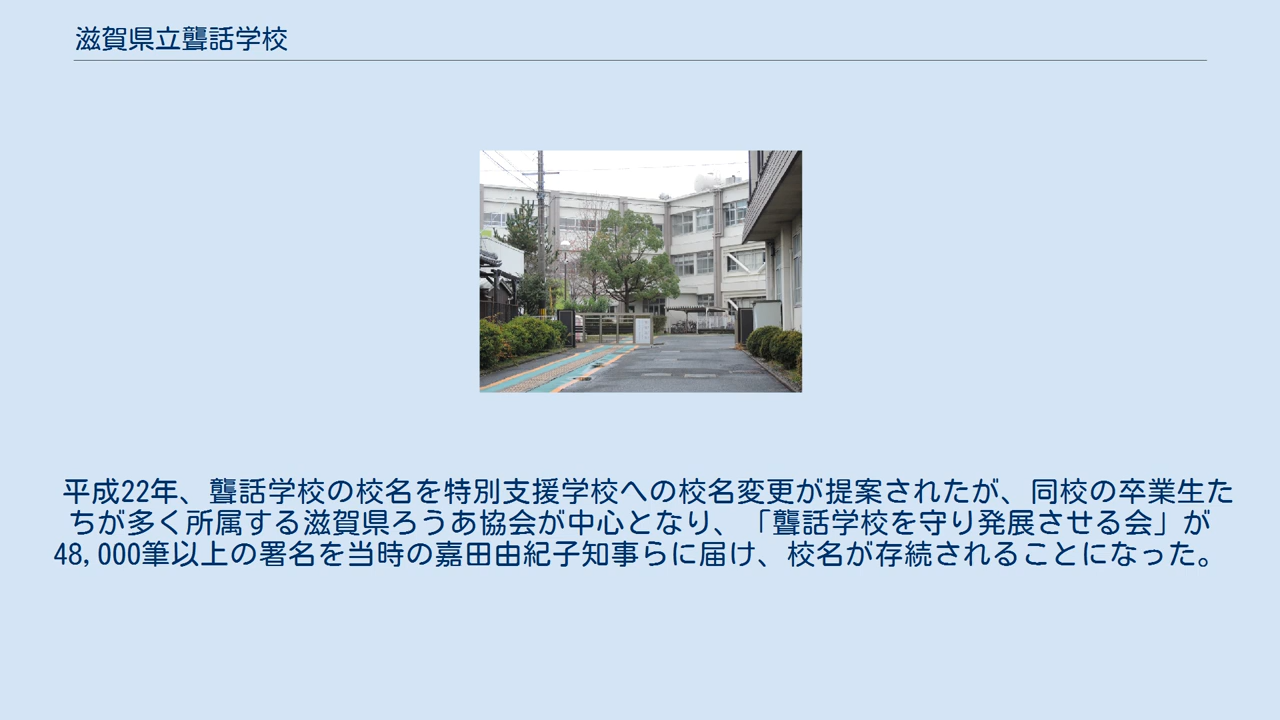 滋賀県立聾話学校
平成22年、聾話学校の校名を特別支援学校への校名変更が提案されたが、同校の卒業生た
ちが多く所属する滋賀県ろうあ協会が中心となり、「聾話学校を守り発展させる会」が
48,000筆以上の署名を当時の嘉田由紀子知事らに届け、校名が存続されることになった。